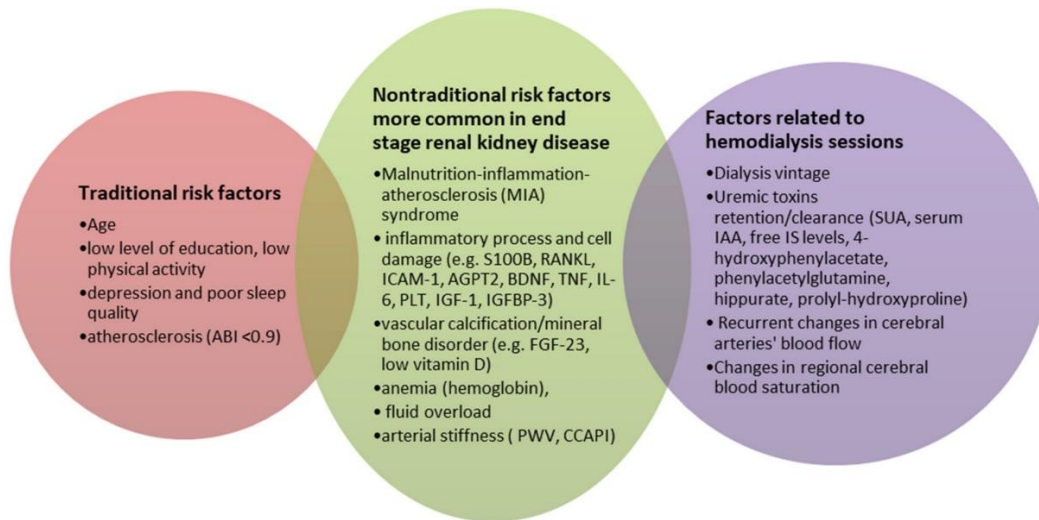 Traditional risk factors
•Age
•low level of education, low
physical activity
•depression and poor sleep
quality
•atherosclerosis (ABI <0.9)
Nontraditional risk factors
more common in end
stage renal kidney disease
•Malnutrition-inflammation-
atherosclerosis (MIA)
syndrome
• inflammatory process and cell
damage (e.g. S100B, RANKL,
ICAM-1, AGPT2, BDNF, TNF, IL-
6, PLT, IGF-1, IGFBP-3)
•vascular calcification/mineral
bone disorder (e.g. FGF-23,
low vitamin D)
•anemia (hemoglobin),
• fluid overload
•arterial stiffness ( PWV, CCAPI)
Factors related to
hemodialysis sessions
•Dialysis vintage
•Uremic toxins
retention/clearance (SUA, serum
IAA, free IS levels, 4-
hydroxyphenylacetate,
phenylacetylglutamine,
hippurate, prolyl-hydroxyproline)
• Recurrent changes in cerebral
arteries' blood flow
•Changes in regional cerebral
blood saturation